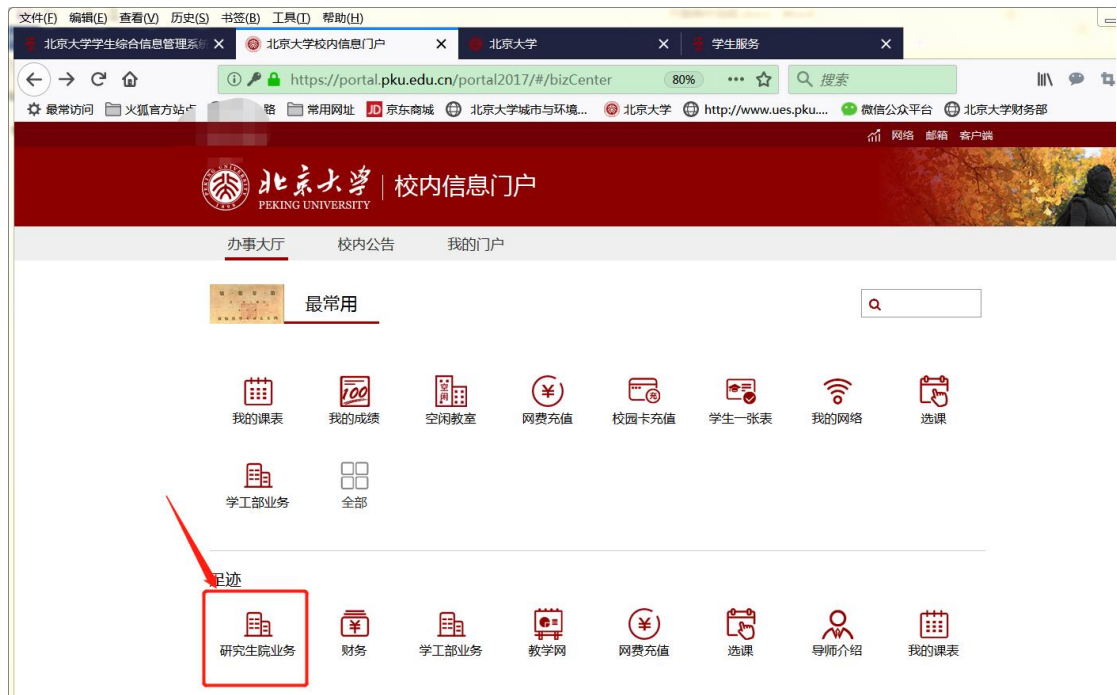 文件(F) 编辑(E) 查看(V) 历史(S) 书签(B) 工具(T) 帮助(H)
北京大学学生综合信息管理系统 北京大学校内信息门户 北京大学 学生服务
https://portal.pku.edu.cn/portal2017/#/bizCenter 80% 搜索
最常访问 火狐官方站点 路 常用网址 JD 京东商城 北京大学城市与环境... 北京大学 http://www.ues.pku.... 微信公众平台 北京大学财务部
网络 邮箱 客户端
北京大学 校内信息门户
PEKING UNIVERSITY
办事大厅 校内公告 我的门户
最常用
我的课表 我的成绩 空闲教室 网费充值 校园卡充值 学生一张表 我的网络 选课
学工部业务 全部
足迹
研究生院业务 财务 学工部业务 教学网 网费充值 选课 导师介绍 我的课表